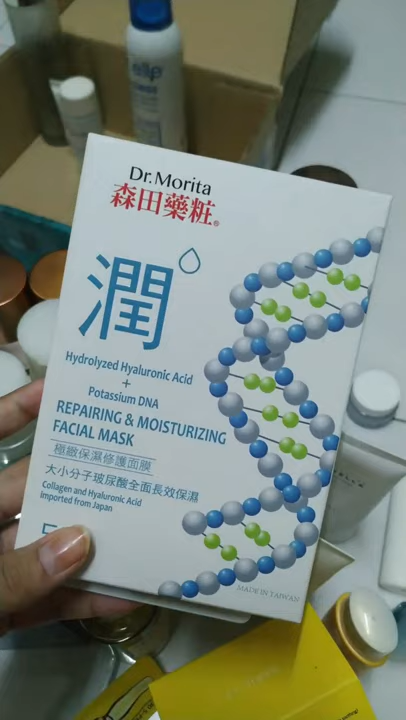 Dr.Morita
森田藥粧®
潤
Hydrolyzed Hyaluronic Acid
+
Potassium DNA
REPAIRING & MOISTURIZING
FACIAL MASK
極緻保濕修護面膜
大小分子玻尿酸全面長效保濕
Collagen and Hyaluronic Acid
Imported from Japan
5
MADE IN TAIWAN